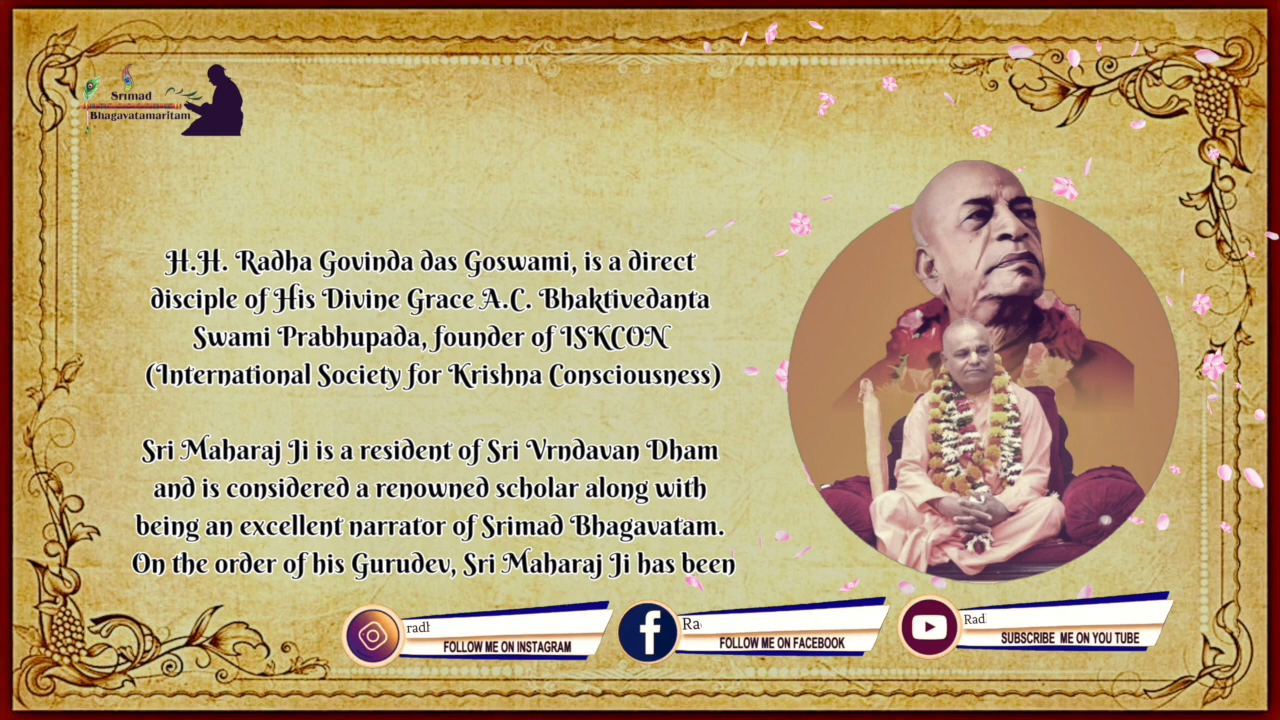 Srimad
Bhagavatamaritam
H.H. Radha Govinda das Goswami, is a direct
disciple of His Divine Grace A.C. Bhaktivedanta
Swami Prabhupada, founder of ISKCON
(International Society for Krishna Consciousness)
Sri Maharaj Ji is a resident of Sri Vrndavan Dham
and is considered a renowned scholar along with
being an excellent narrator of Srimad Bhagavatam.
On the order of his Gurudev, Sri Maharaj Ji has been
FOLLOW ME ON INSTAGRAM
FOLLOW ME ON FACEBOOK
Rad
SUBSCRIBE ME ON YOU TUBE